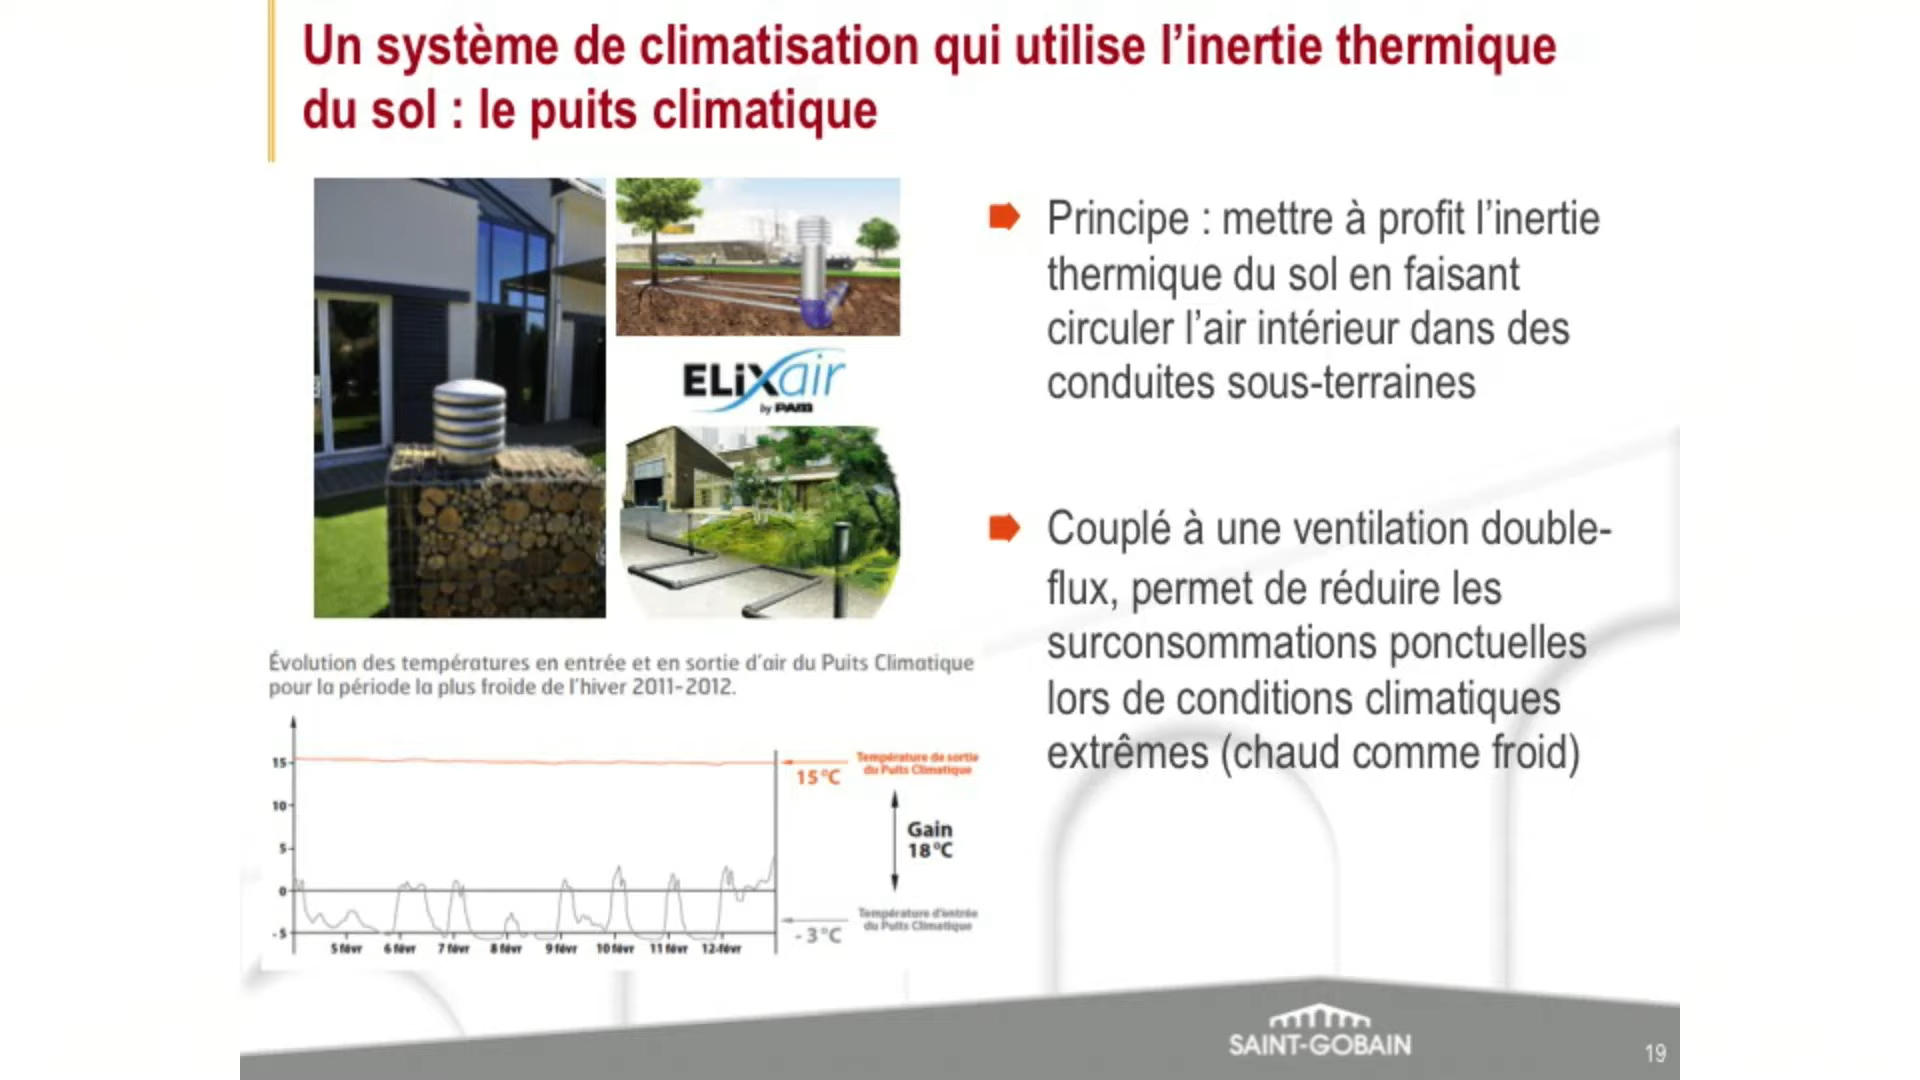 Un système de climatisation qui utilise l’inertie thermique
du sol : le puits climatique
ELiXair
by PAM
Principe : mettre à profit l’inertie
thermique du sol en faisant
circuler l’air intérieur dans des
conduites sous-terraines
Couplé à une ventilation double-
flux, permet de réduire les
surconsommations ponctuelles
lors de conditions climatiques
extrêmes (chaud comme froid)
Évolution des températures en entrée et en sortie d’air du Puits Climatique
pour la période la plus froide de l’hiver 2011-2012.
15
10
5
0
- 5
5 févr
6 févr
7 févr
8 févr
9 févr
10 févr
11 févr
12-févr
15°C
Température de sortie
du Puits Climatique
Gain
18°C
Température d’entrée
du Puits Climatique
- 3°C
SAINT-GOBAIN
19